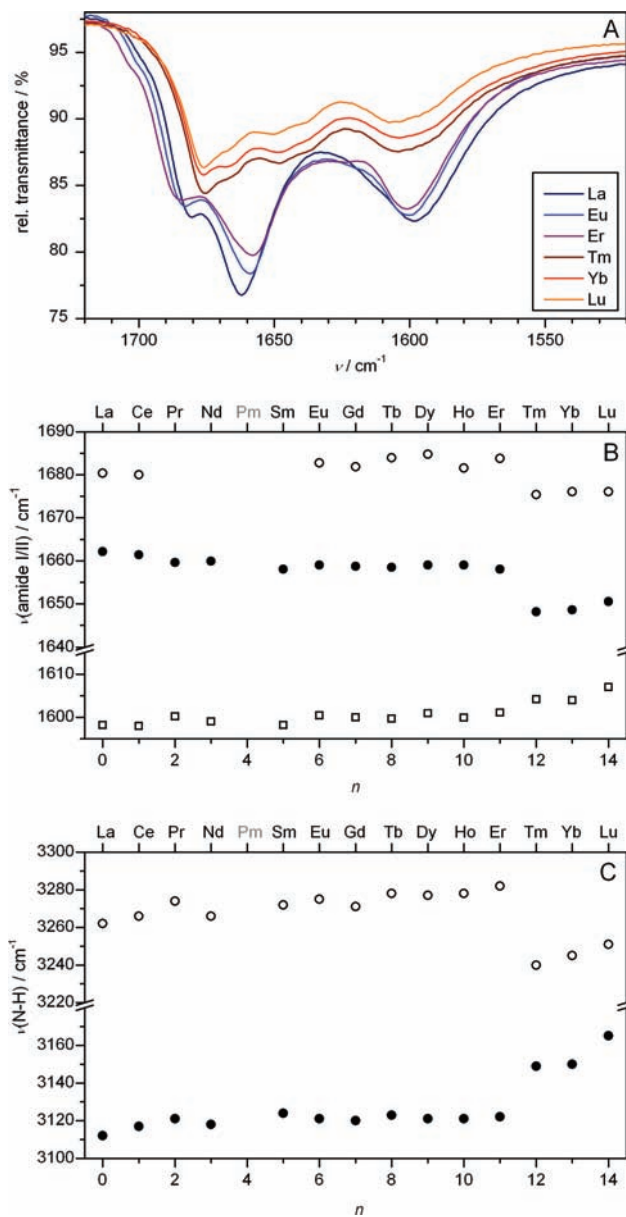 A
95
90
85
80
75
rel. transmittance / %
La
Eu
Er
Tm
Yb
Lu
1700 1650 1600 1550
ν / cm⁻¹
La Ce Pr Nd Pm Sm Eu Gd Tb Dy Ho Er Tm Yb Lu
B
1690
1680
1670
1660
1650
1640
1610
1600
ν(amide I/II) / cm⁻¹
0 2 4 6 8 10 12 14
n
La Ce Pr Nd Pm Sm Eu Gd Tb Dy Ho Er Tm Yb Lu
C
3300
3280
3260
3240
3220
3160
3140
3120
3100
ν(N-H) / cm⁻¹
0 2 4 6 8 10 12 14
n